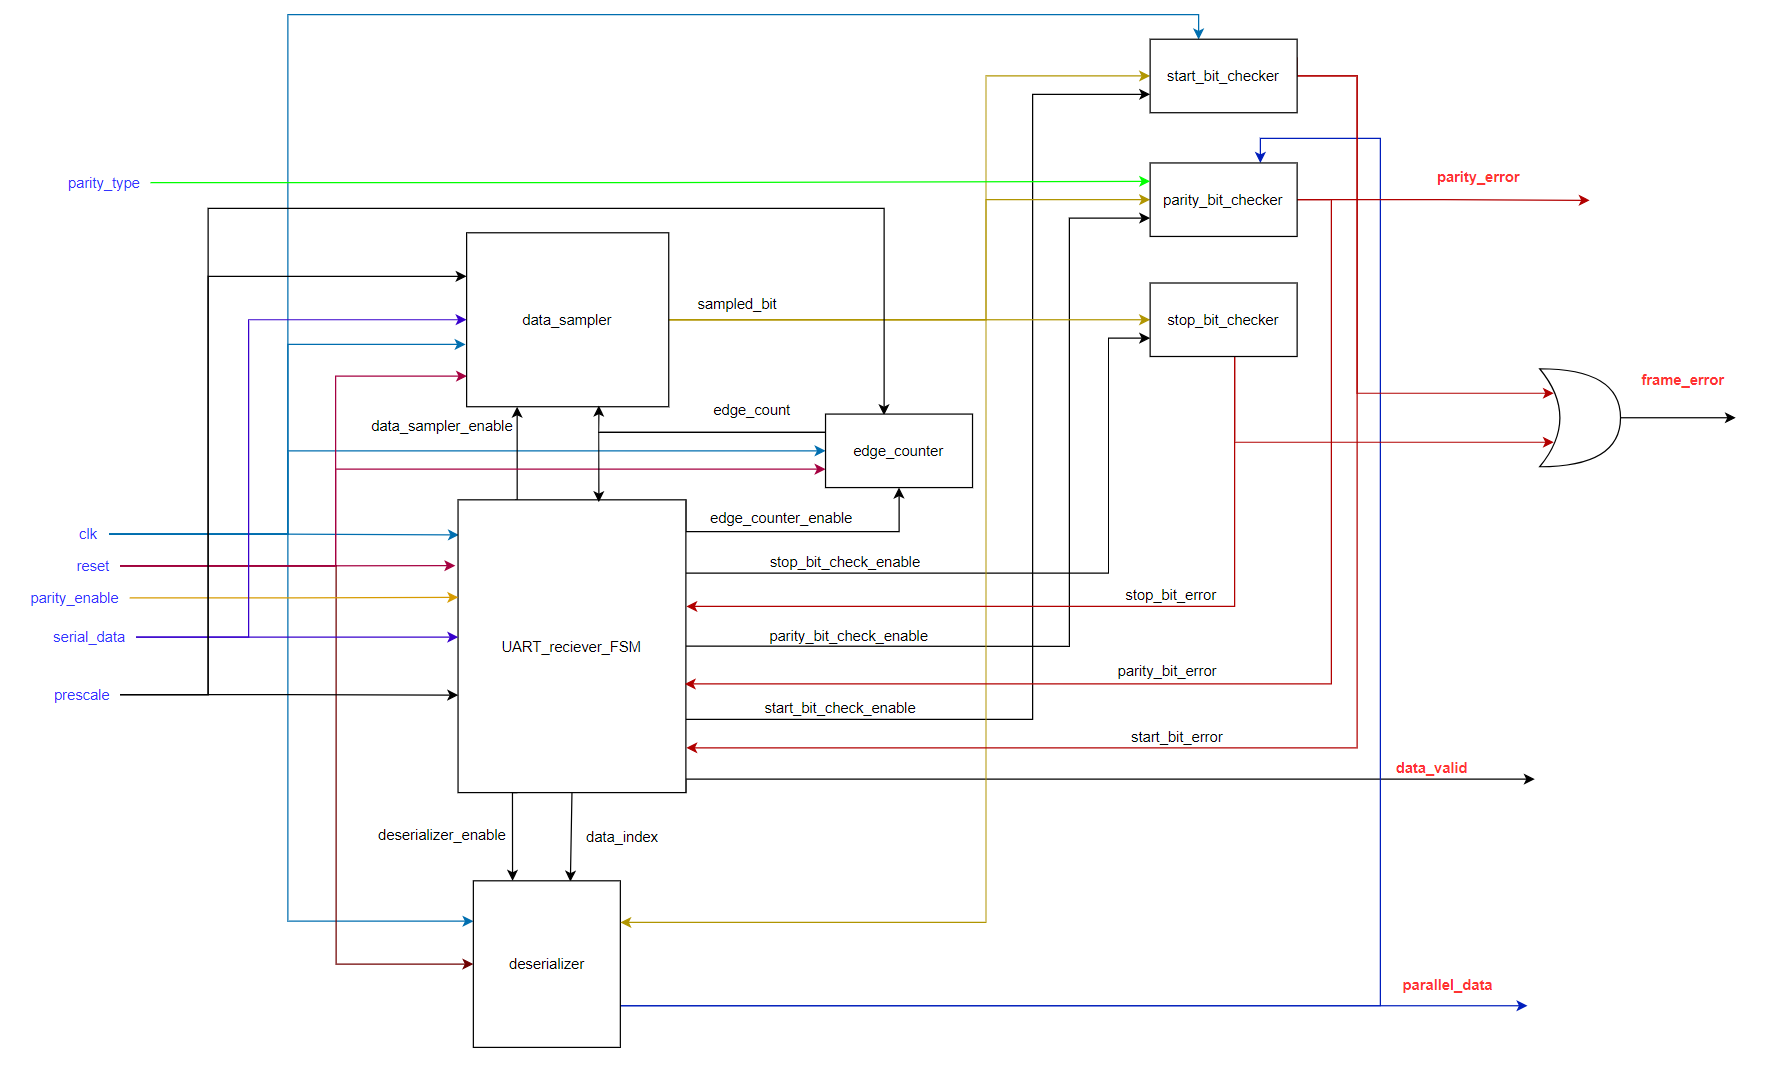 start_bit_checker
parity_type
parity_error
parity_bit_checker
sampled_bit
data_sampler
stop_bit_checker
frame_error
edge_count
data_sampler_enable
edge_counter
edge_counter_enable
clk
stop_bit_check_enable
reset
parity_enable
stop_bit_error
serial_data
parity_bit_check_enable
UART_reciever_FSM
parity_bit_error
prescale
start_bit_check_enable
start_bit_error
data_valid
deserializer_enable
data_index
deserializer
parallel_data